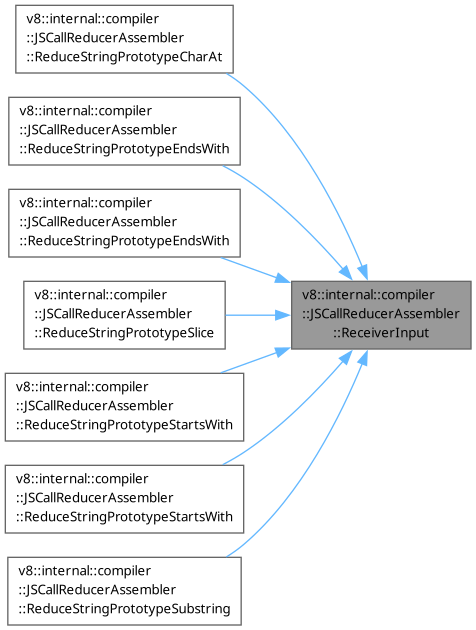 v8::internal::compiler
::JSCallReducerAssembler
::ReduceStringPrototypeCharAt
v8::internal::compiler
::JSCallReducerAssembler
::ReduceStringPrototypeEndsWith
v8::internal::compiler
::JSCallReducerAssembler
::ReduceStringPrototypeEndsWith
v8::internal::compiler
::JSCallReducerAssembler
::ReduceStringPrototypeSlice
v8::internal::compiler
::JSCallReducerAssembler
::ReceiverInput
v8::internal::compiler
::JSCallReducerAssembler
::ReduceStringPrototypeStartsWith
v8::internal::compiler
::JSCallReducerAssembler
::ReduceStringPrototypeStartsWith
v8::internal::compiler
::JSCallReducerAssembler
::ReduceStringPrototypeSubstring